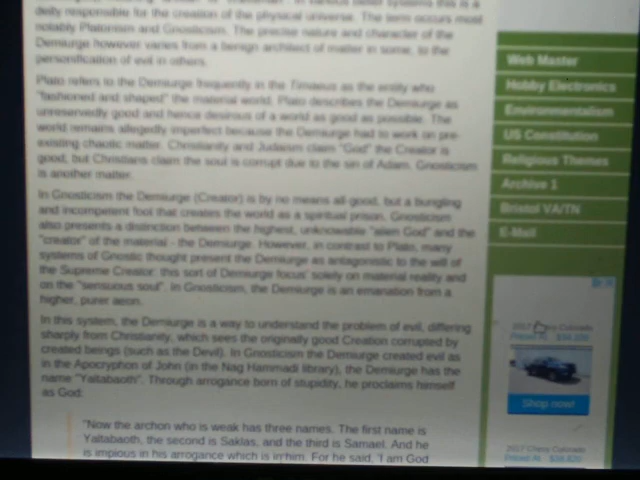 deity responsible for the creation of the physical universe. The term occurs most
notably Platonism and Gnosticism. The precise nature and character of the
Demiurge however varies from a benign architect of matter in some, to the
personification of evil in others.
Plato refers to the Demiurge frequently in the Timaeus as the entity who
"fashioned and shaped" the material world. Plato describes the Demiurge as
unreservedly good and hence desirous of a world as good as possible. The
world remains allegedly imperfect because the Demiurge had to work on pre-
existing chaotic matter. Christianity and Judaism claim "God" the Creator is
good, but Christians claim the soul is corrupt due to the sin of Adam. Gnosticism
is another matter.
In Gnosticism the Demiurge (Creator) is by no means all-good, but a bungling
and incompetent fool that creates the world as a spiritual prison. Gnosticism
also presents a distinction between the highest, unknowable "alien God" and the
"creator" of the material - the Demiurge. However, in contrast to Plato, many
systems of Gnostic thought present the Demiurge as antagonistic to the will of
the Supreme Creator: this sort of Demiurge focus' solely on material reality and
on the "sensuous soul". In Gnosticism, the Demiurge is an emanation from a
higher, purer aeon.
In this system, the Demiurge is a way to understand the problem of evil, differing
sharply from Christianity, which sees the originally good Creation corrupted by
created beings (such as the Devil). In Gnosticism the Demiurge created evil as
in the Apocryphon of John (in the Nag Hammadi library), the Demiurge has the
name "Yaltabaoth". Through arrogance born of stupidity, he proclaims himself
as God:
"Now the archon who is weak has three names. The first name is
Yaltabaoth, the second is Saklas, and the third is Samael. And he
is impious in his arrogance which is in him. For he said, 'I am God
Web Master
Hobby Electronics
Environmentalism
US Constitution
Religious Themes
Archive 1
Bristol VA/TN
E-Mail
2017 Chevy Colorado
Priced At
Shop now!
2017 Chevy Colorado
Priced At